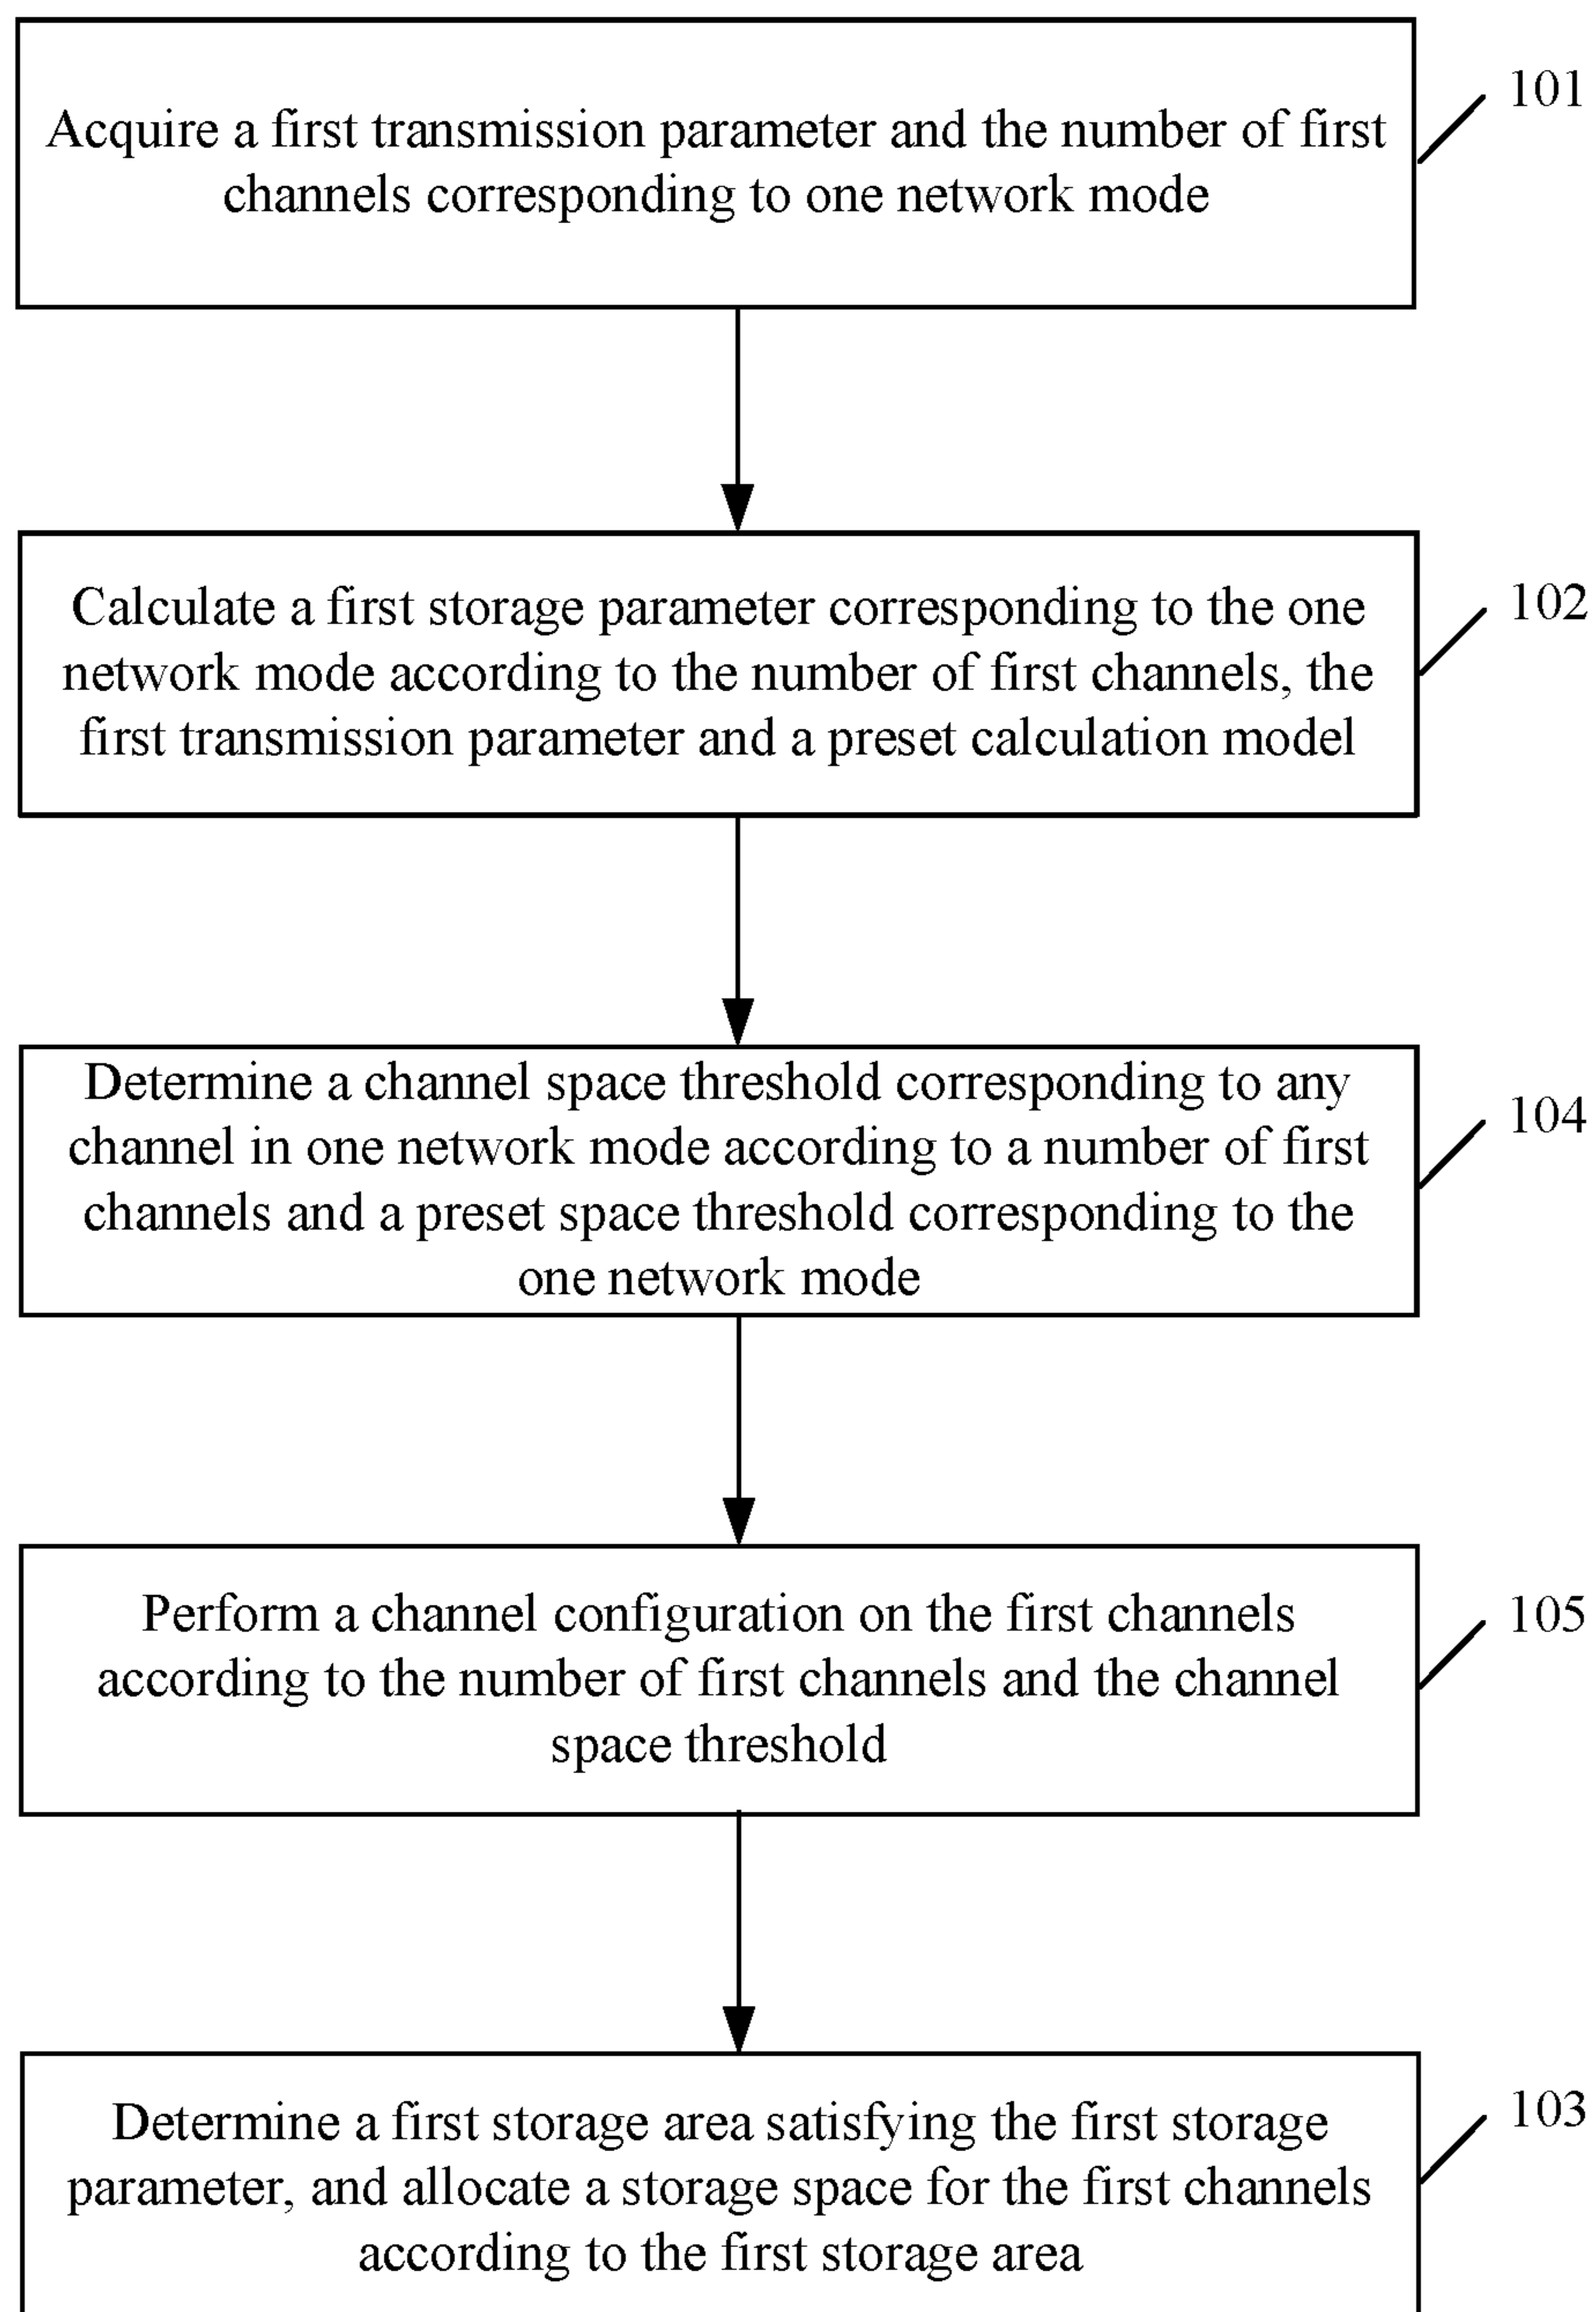 Acquire a first transmission parameter and the number of first
channels corresponding to one network mode
101
Calculate a first storage parameter corresponding to the one
network mode according to the number of first channels, the
first transmission parameter and a preset calculation model
102
Determine a channel space threshold corresponding to any
channel in one network mode according to a number of first
channels and a preset space threshold corresponding to the
one network mode
104
Perform a channel configuration on the first channels
according to the number of first channels and the channel
space threshold
105
Determine a first storage area satisfying the first storage
parameter, and allocate a storage space for the first channels
according to the first storage area
103